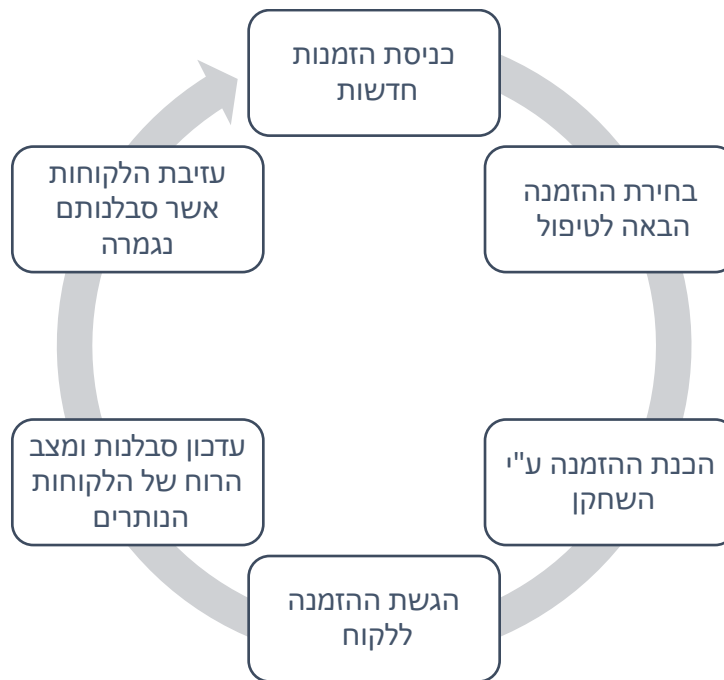 כניסת הזמנות
חדשות
בחירת ההזמנה
הבאה לטיפול
הכנת ההזמנה ע"י
השחקן
הגשת ההזמנה
ללקוח
עדכון סבלנות ומצב
הרוח של הלקוחות
הנותרים
עזיבת הלקוחות
אשר סבלנותם
נגמרה